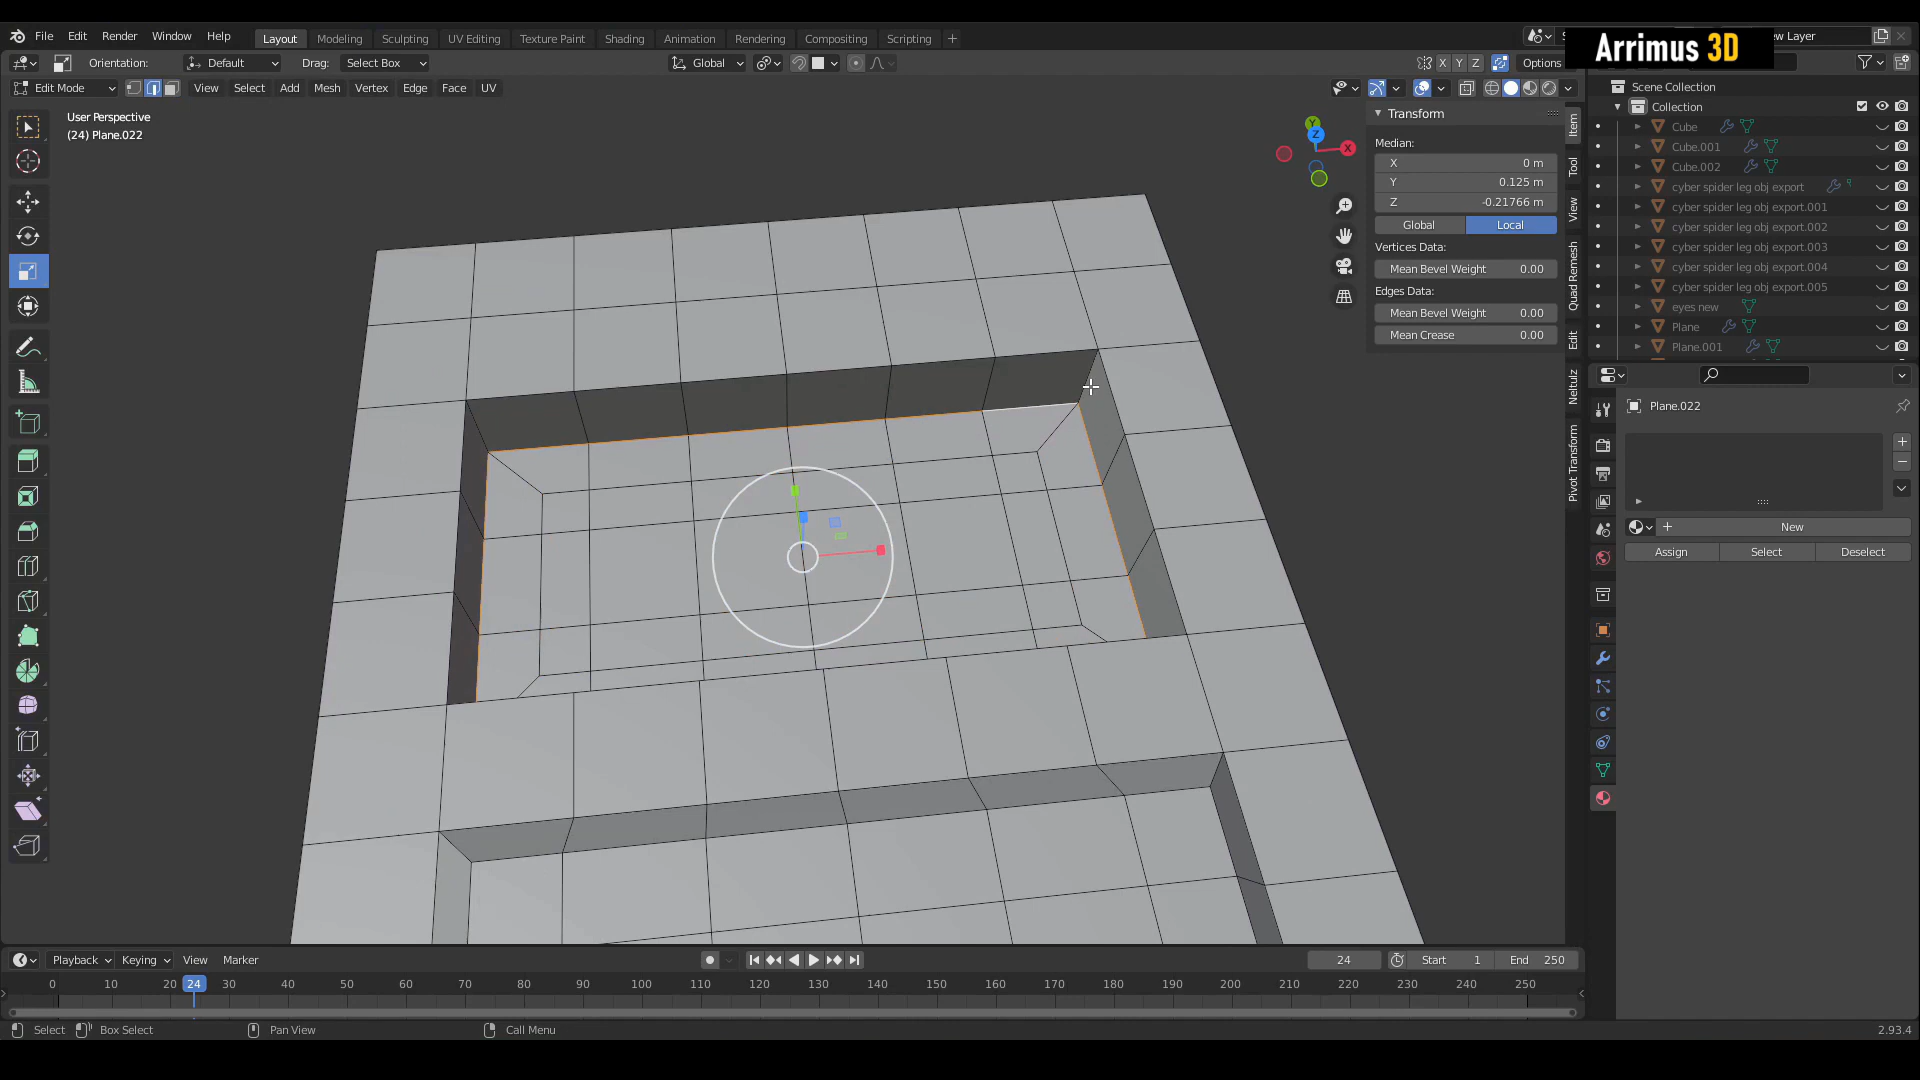 File Edit Render Window Help
Layout Modeling Sculpting UV Editing Texture Paint Shading Animation Rendering Compositing Scripting
Arrimus 3D
ew Layer
Orientation: Default Drag: Select Box Global X Y Z Options
Edit Mode View Select Add Mesh Vertex Edge Face UV
User Perspective
(24) Plane.022
Y
Z
X
Transform
Median:
X 0 m
Y 0.125 m
Z -0.21766 m
Global Local
Vertices Data:
Mean Bevel Weight 0.00
Edges Data:
Mean Bevel Weight 0.00
Mean Crease 0.00
Item
Tool
View
Quad Remesh
Edit
Neltulz
Pivot Transform
Scene Collection
Collection
Cube
Cube.001
Cube.002
cyber spider leg obj export
cyber spider leg obj export.001
cyber spider leg obj export.002
cyber spider leg obj export.003
cyber spider leg obj export.004
cyber spider leg obj export.005
eyes new
Plane
Plane.001
Plane.022
New
Assign Select Deselect
Playback Keying View Marker 24 Start 1 End 250
0 10 20 24 30 40 50 60 70 80 90 100 110 120 130 140 150 160 170 180 190 200 210 220 230 240 250
Select Box Select Pan View Call Menu 2.93.4